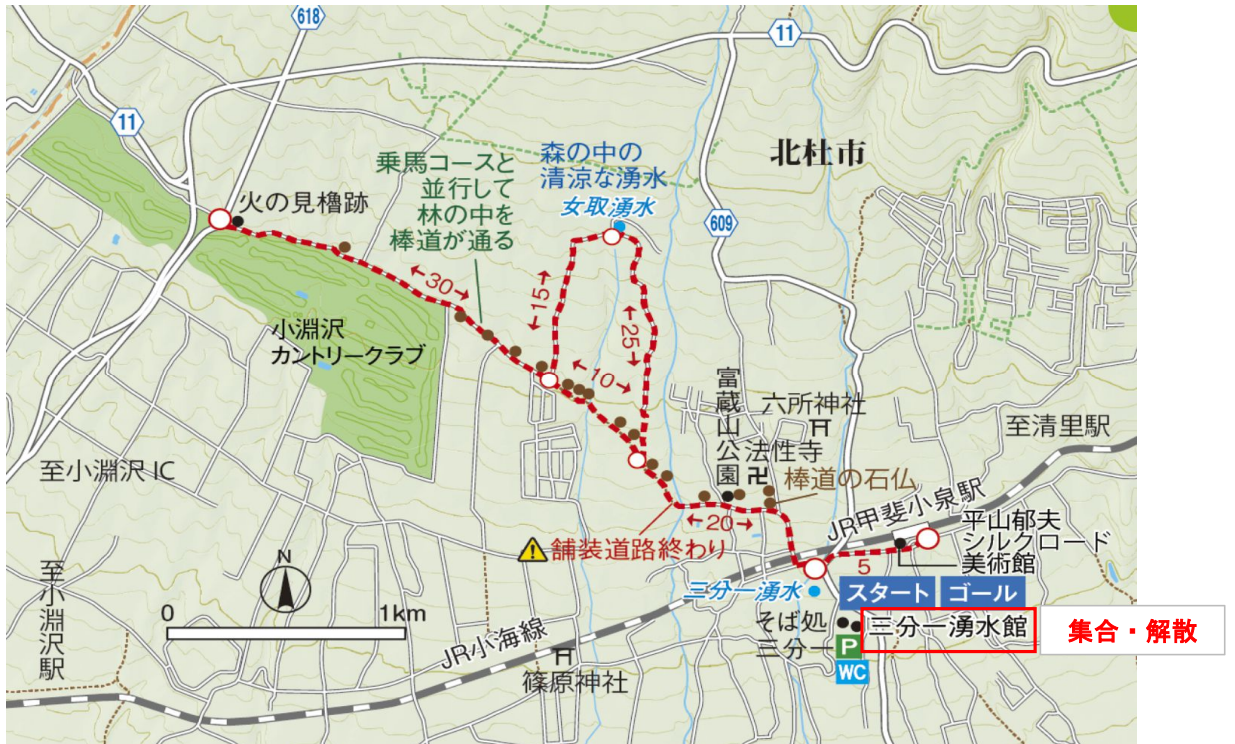 618
11
11
北杜市
乗馬コースと
並行して
林の中を
棒道が通る
森の中の
清涼な湧水
女取湧水
火の見櫓跡
609
←30→
←15→
←25→
←10→
小淵沢
カントリークラブ
富蔵山公園
六所神社
法性寺
至清里駅
至小淵沢IC
棒道の石仏
←20→
JR甲斐小泉駅
平山郁夫
シルクロード
美術館
舗装道路終わり
5
三分一湧水
スタート
ゴール
N
0
1km
至小淵沢駅
JR小海線
そば処
三分一
三分一湧水館
集合・解散
P
WC
篠原神社